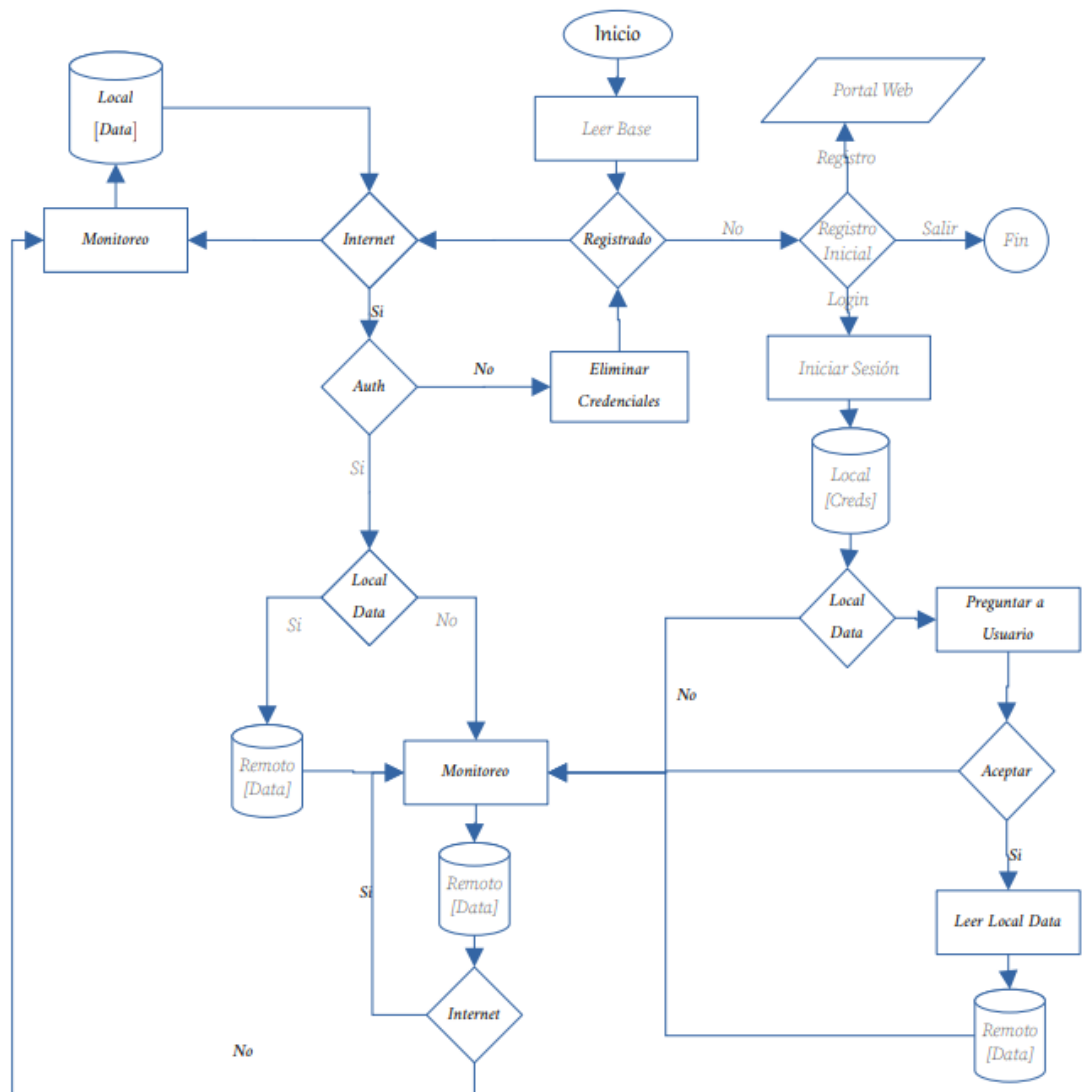 Inicio
Local
[Data]
Leer Base
Portal Web
Registro
Monitoreo
Internet
Registrado
No
Registro
Inicial
Salir
Fin
Si
Login
Auth
No
Eliminar
Credenciales
Iniciar Sesión
Si
Local
[Creds]
Local
Data
Si
No
Local
Data
Preguntar a
Usuario
No
Remoto
[Data]
Monitoreo
Aceptar
Si
Remoto
[Data]
Si
Leer Local Data
Internet
Remoto
[Data]
No